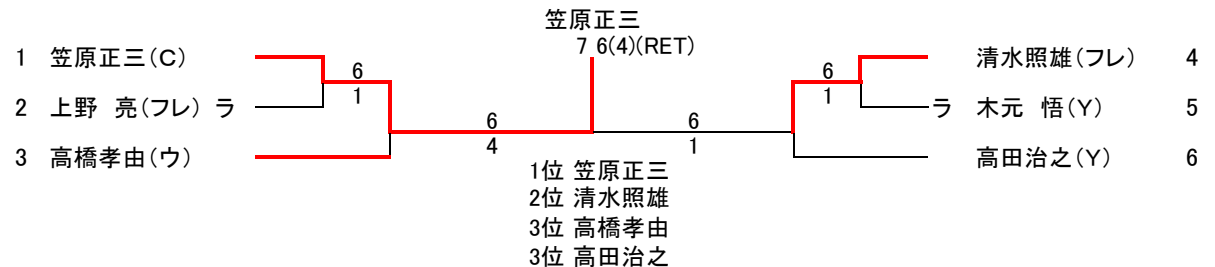 笠原正三
7 6(4)(RET)
1 笠原正三(C)
6
1
2 上野 亮(フレ) ラ
6
4
3 高橋孝由(ウ)
清水照雄(フレ) 4
6
1
ラ 木元 悟(Y) 5
6
1
高田治之(Y) 6
1位 笠原正三
2位 清水照雄
3位 高橋孝由
3位 高田治之